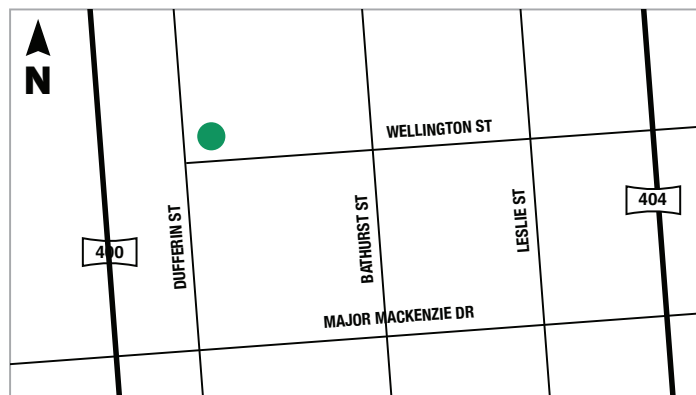 N
WELLINGTON ST
DUFFERIN ST
BATHURST ST
LESLIE ST
404
400
MAJOR MACKENZIE DR